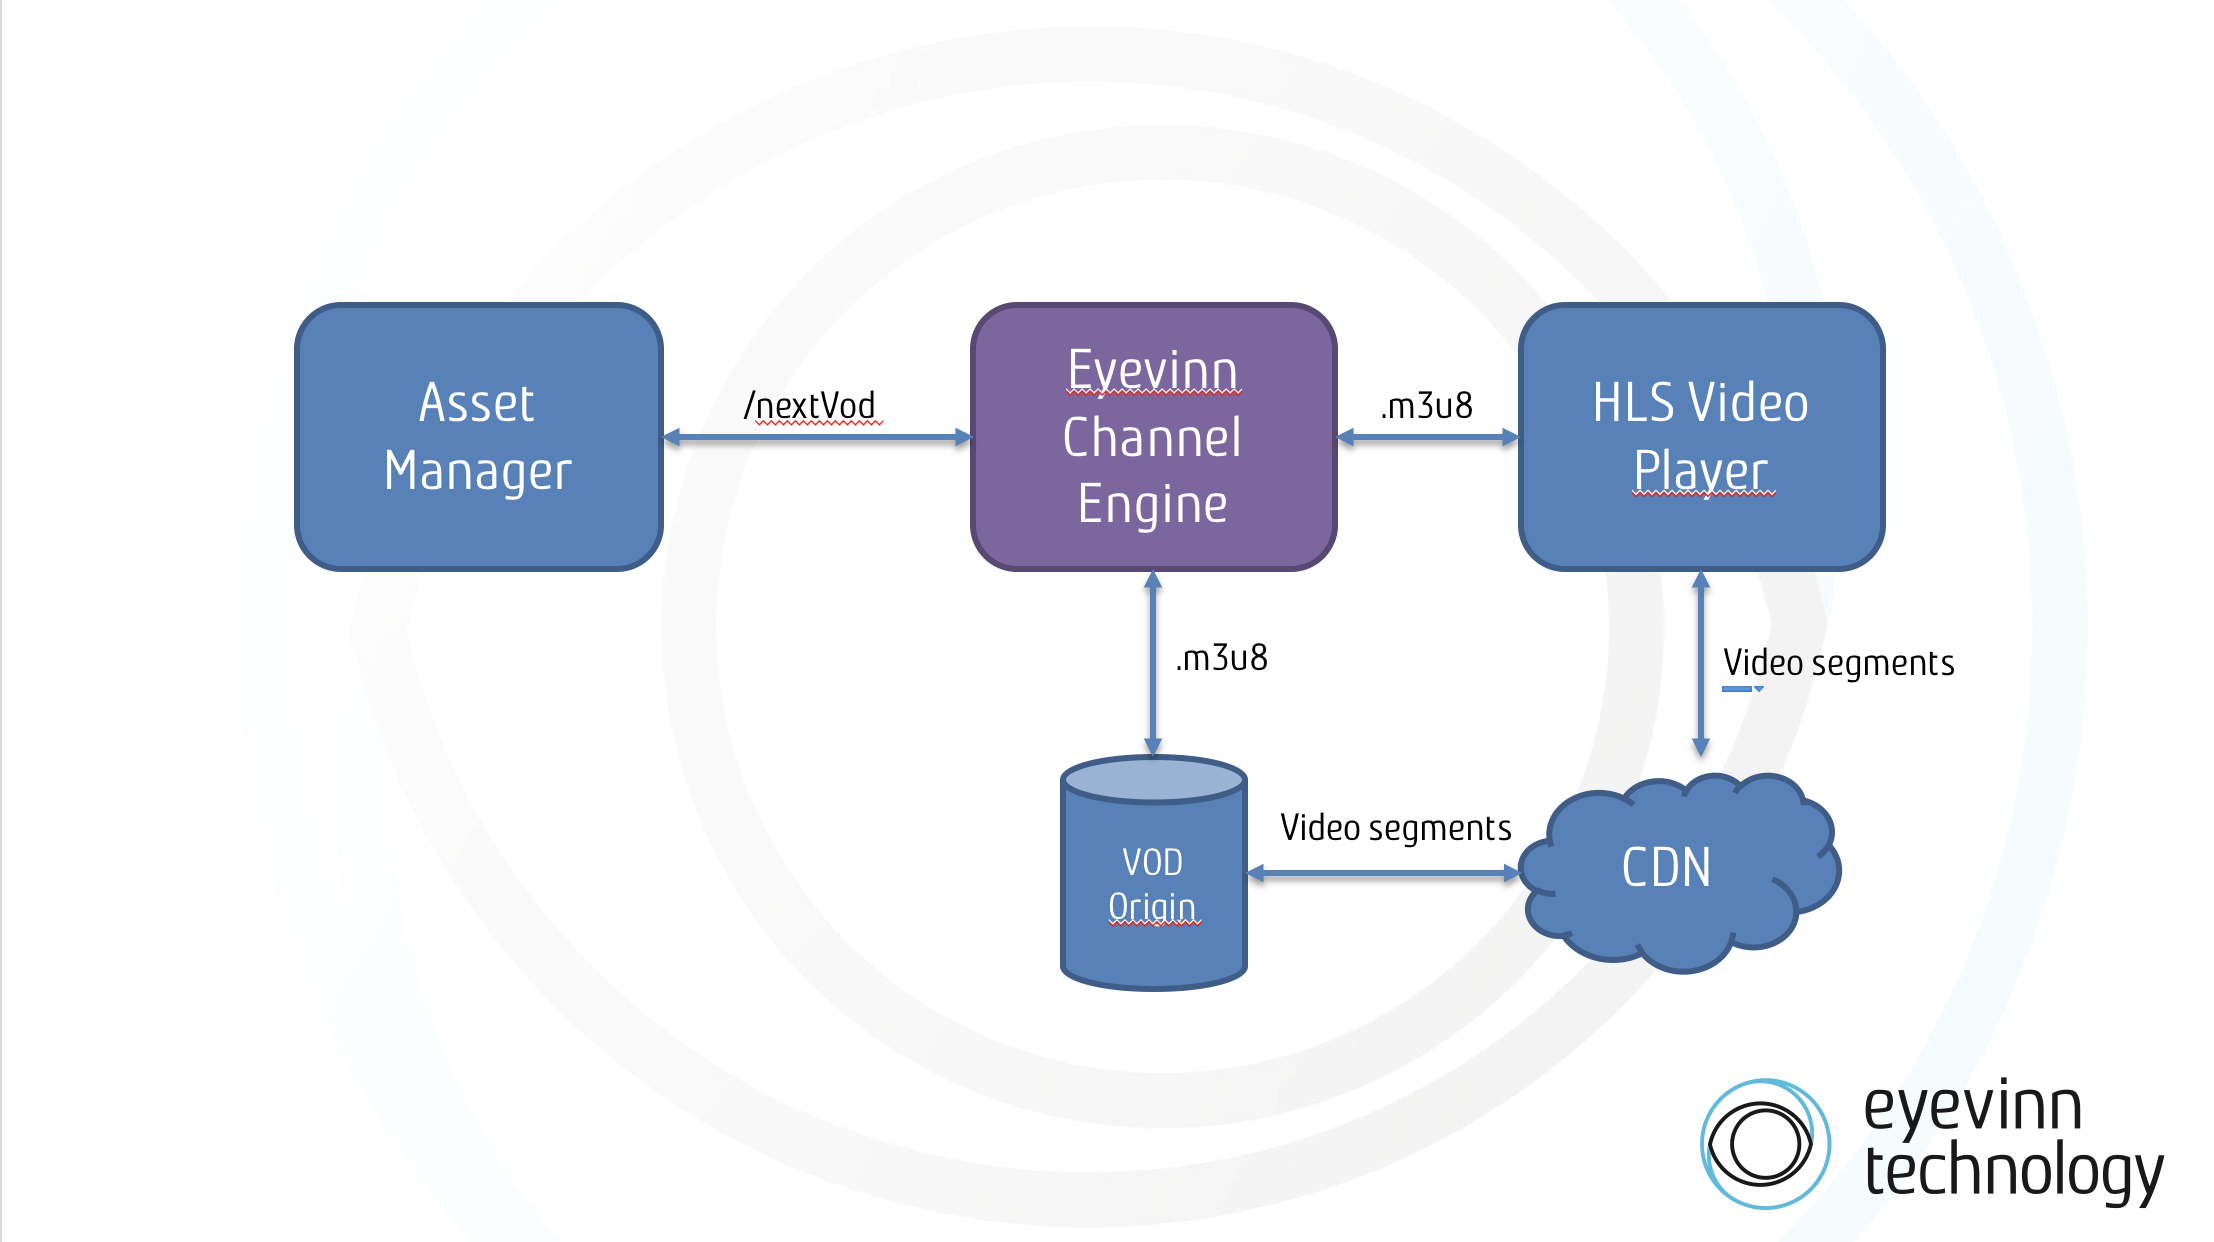 Asset
Manager
/nextVod
Eyevinn
Channel
Engine
.m3u8
HLS Video
Player
.m3u8
Video segments
VOD
Origin
Video segments
CDN
eyevinn
technology